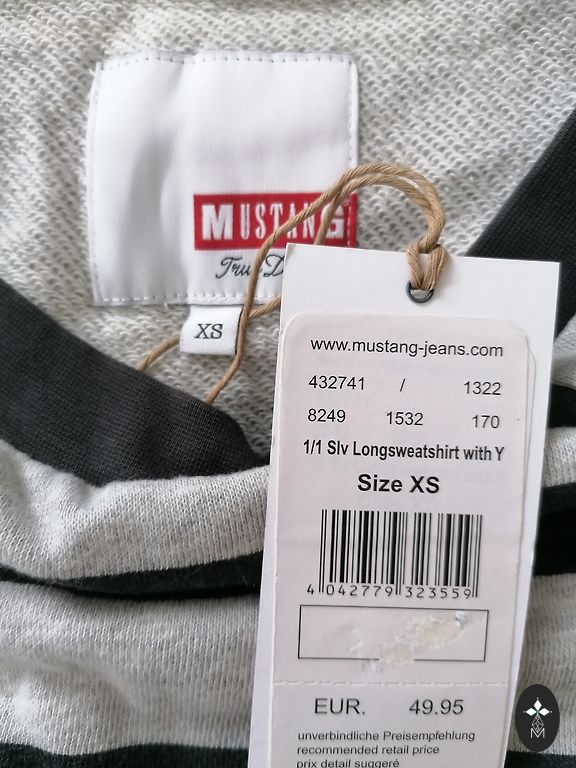 MUSTANG
XS
www.mustang-jeans.com
432741 / 1322
8249 1532 170
1/1 Slv Longsweatshirt with Y
Size XS
4 042779 323559
EUR. 49.95
unverbindliche Preisempfehlung
recommended retail price
prix detail suggeré
M